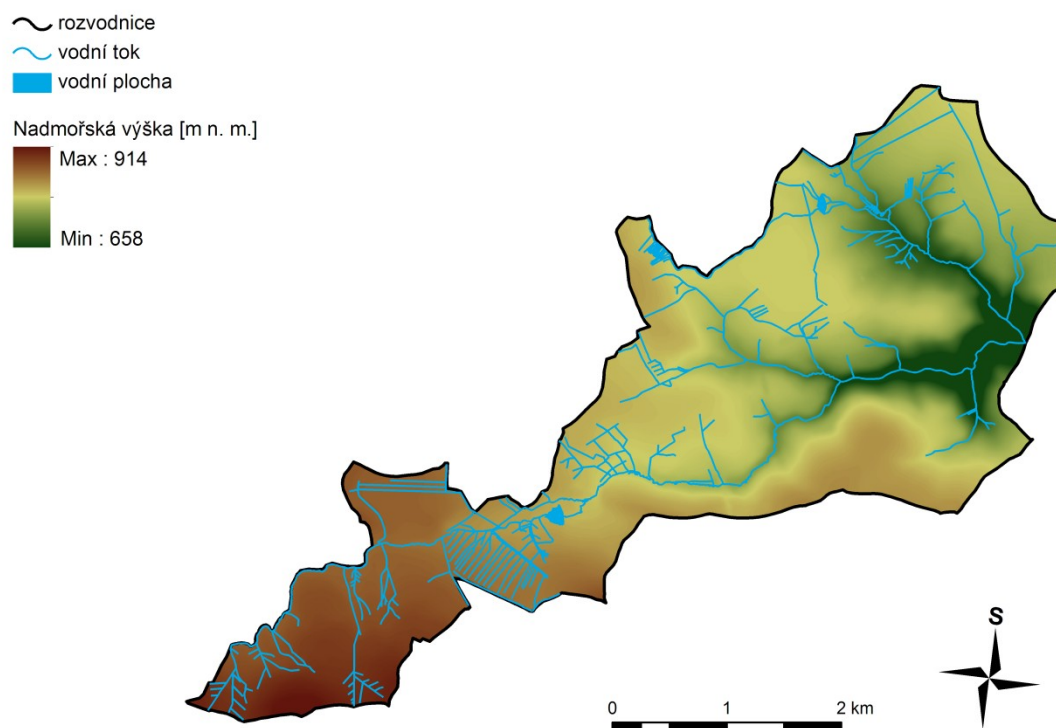 rozvodnice
vodní tok
vodní plocha
Nadmořská výška [m n. m.]
Max : 914
Min : 658
S
0 1 2 km